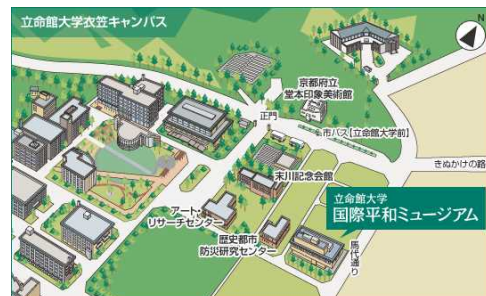 立命館大学衣笠キャンパス
N
京都府立
堂本印象美術館
正門
市バス【立命館大学前】
きぬかけの路
末川記念会館
立命館大学
国際平和ミュージアム
アート・
リサーチセンター
歴史都市
防災研究センター
馬代通り